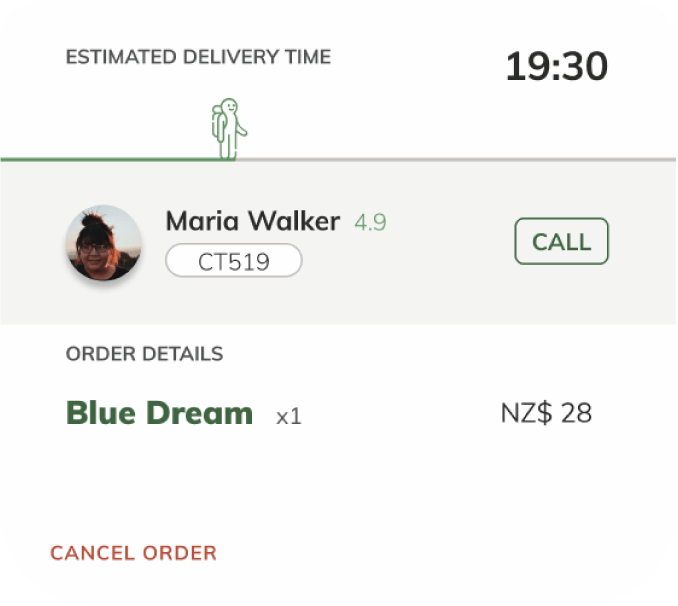 ESTIMATED DELIVERY TIME 19:30
Maria Walker 4.9
CT519
CALL
ORDER DETAILS
Blue Dream x1 NZ$ 28
CANCEL ORDER